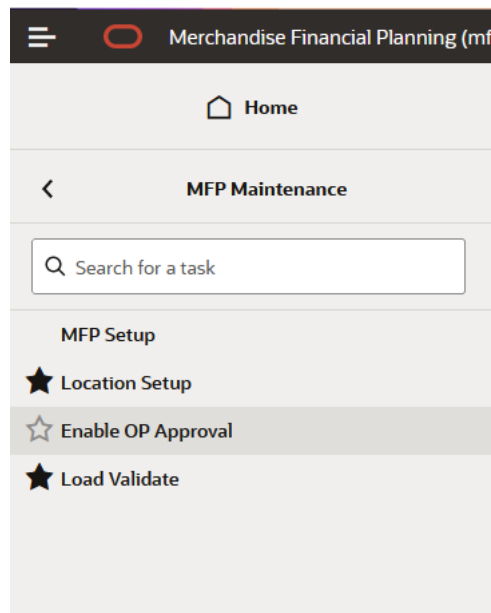 Merchandise Financial Planning (mf
Home
MFP Maintenance
Search for a task
MFP Setup
Location Setup
Enable OP Approval
Load Validate